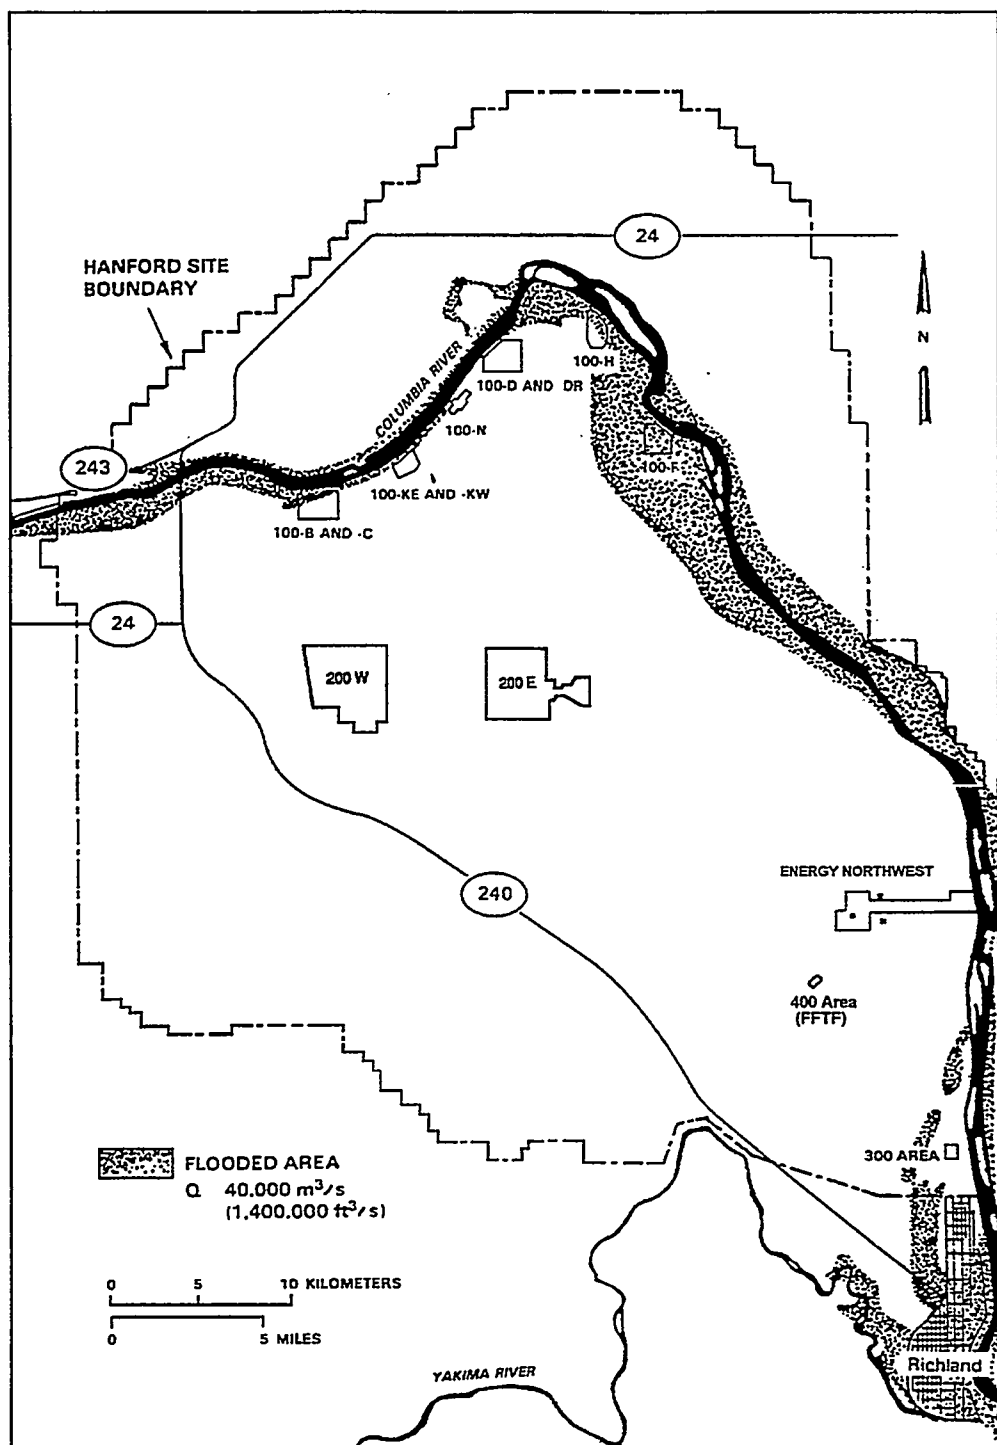 24
HANFORD SITE
BOUNDARY
N
COLUMBIA RIVER
100-H
100-D AND DR
100-N
243
100-F
100-KE AND -KW
100-B AND -C
24
200 W
200 E
ENERGY NORTHWEST
240
400 Area
(FFTF)
300 AREA
FLOODED AREA
Q 40.000 m³/s
(1.400.000 ft³/s)
0 5 10 KILOMETERS
0 5 MILES
Richland
YAKIMA RIVER